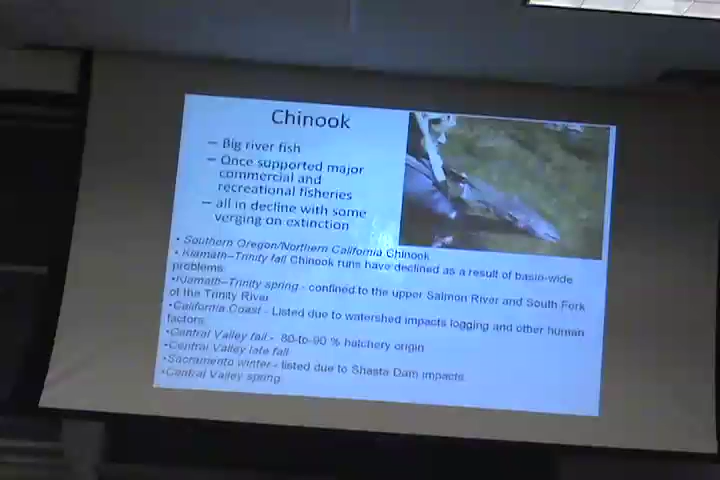 Chinook
– Big river fish
– Once supported major
commercial and
recreational fisheries
– all in decline with some
verging on extinction
• Southern Oregon/Northern California Chinook
• Klamath–Trinity fall Chinook runs have declined as a result of basin-wide
problems
•Klamath–Trinity spring - confined to the upper Salmon River and South Fork
of the Trinity River
•California Coast - Listed due to watershed impacts logging and other human
factors
•Central Valley fall - 80-to-90 % hatchery origin
•Central Valley late fall
•Sacramento winter - listed due to Shasta Dam impacts
•Central Valley spring